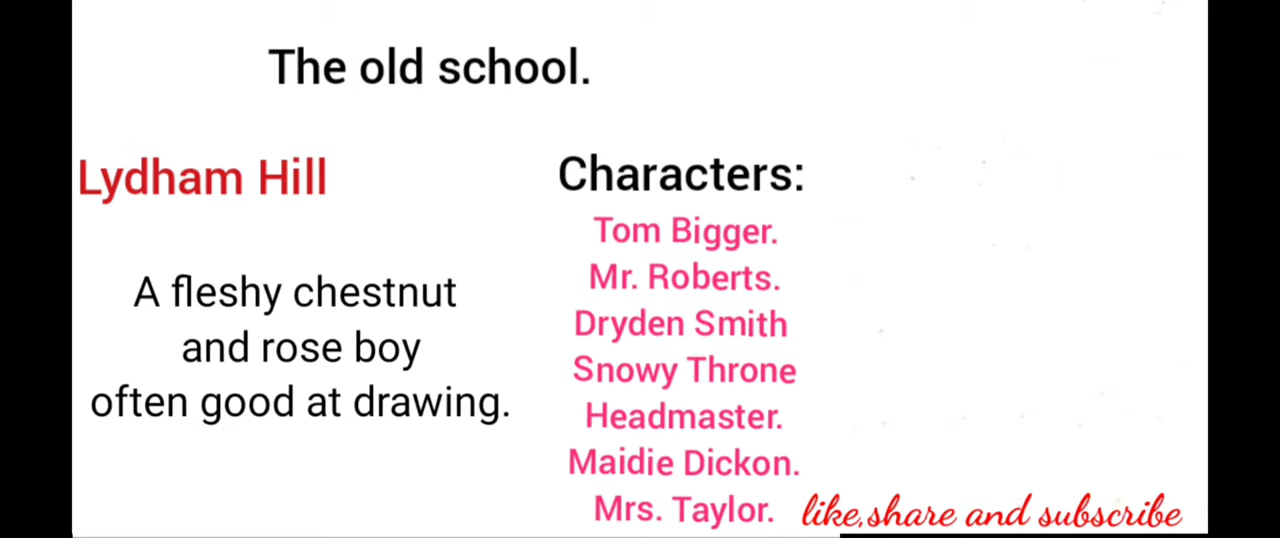 The old school.
Lydham Hill
A fleshy chestnut
and rose boy
often good at drawing.
Characters:
Tom Bigger.
Mr. Roberts.
Dryden Smith
Snowy Throne
Headmaster.
Maidie Dickon.
Mrs. Taylor.
like,share and subscribe